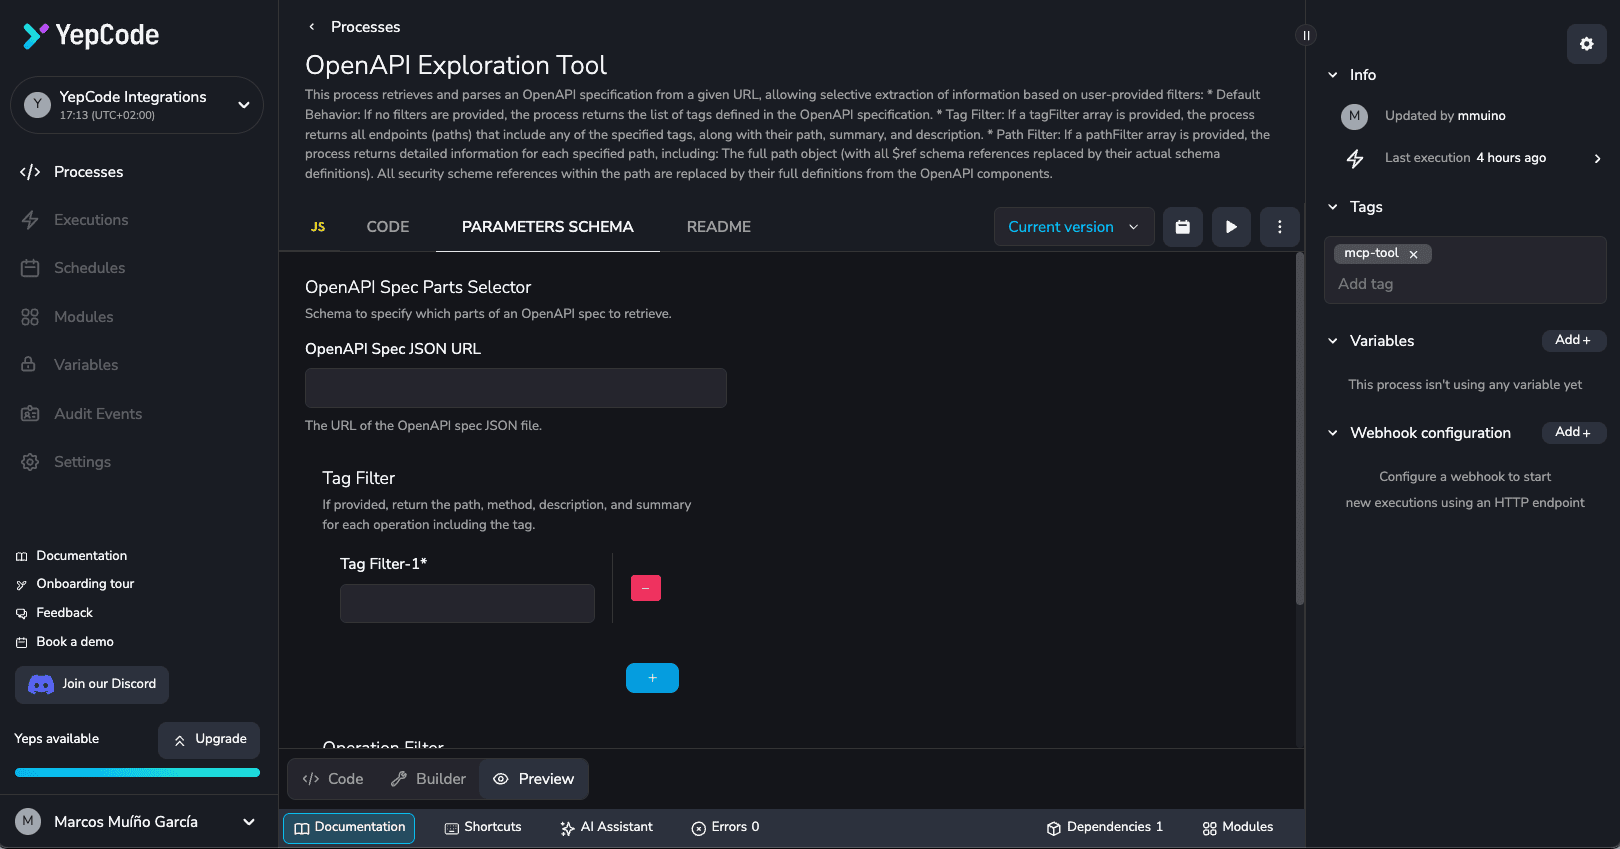 YepCode
Y
YepCode Integrations
17:13 (UTC+02:00)
Processes
Executions
Schedules
Modules
Variables
Audit Events
Settings
Documentation
Onboarding tour
Feedback
Book a demo
Join our Discord
Yeps available
Upgrade
M
Marcos Muíño García
Processes
OpenAPI Exploration Tool
This process retrieves and parses an OpenAPI specification from a given URL, allowing selective extraction of information based on user-provided filters: * Default
Behavior: If no filters are provided, the process returns the list of tags defined in the OpenAPI specification. * Tag Filter: If a tagFilter array is provided, the process
returns all endpoints (paths) that include any of the specified tags, along with their path, summary, and description. * Path Filter: If a pathFilter array is provided, the
process returns detailed information for each specified path, including: The full path object (with all $ref schema references replaced by their actual schema
definitions). All security scheme references within the path are replaced by their full definitions from the OpenAPI components.
JS
CODE
PARAMETERS SCHEMA
README
Current version
OpenAPI Spec Parts Selector
Schema to specify which parts of an OpenAPI spec to retrieve.
OpenAPI Spec JSON URL
The URL of the OpenAPI spec JSON file.
Tag Filter
If provided, return the path, method, description, and summary
for each operation including the tag.
Tag Filter-1*
−
+
Operation Filter
Code
Builder
Preview
Documentation
Shortcuts
AI Assistant
Errors 0
Dependencies 1
Modules
Info
M
Updated by mmuino
Last execution 4 hours ago
Tags
mcp-tool ×
Add tag
Variables
Add +
This process isn't using any variable yet
Webhook configuration
Add +
Configure a webhook to start
new executions using an HTTP endpoint